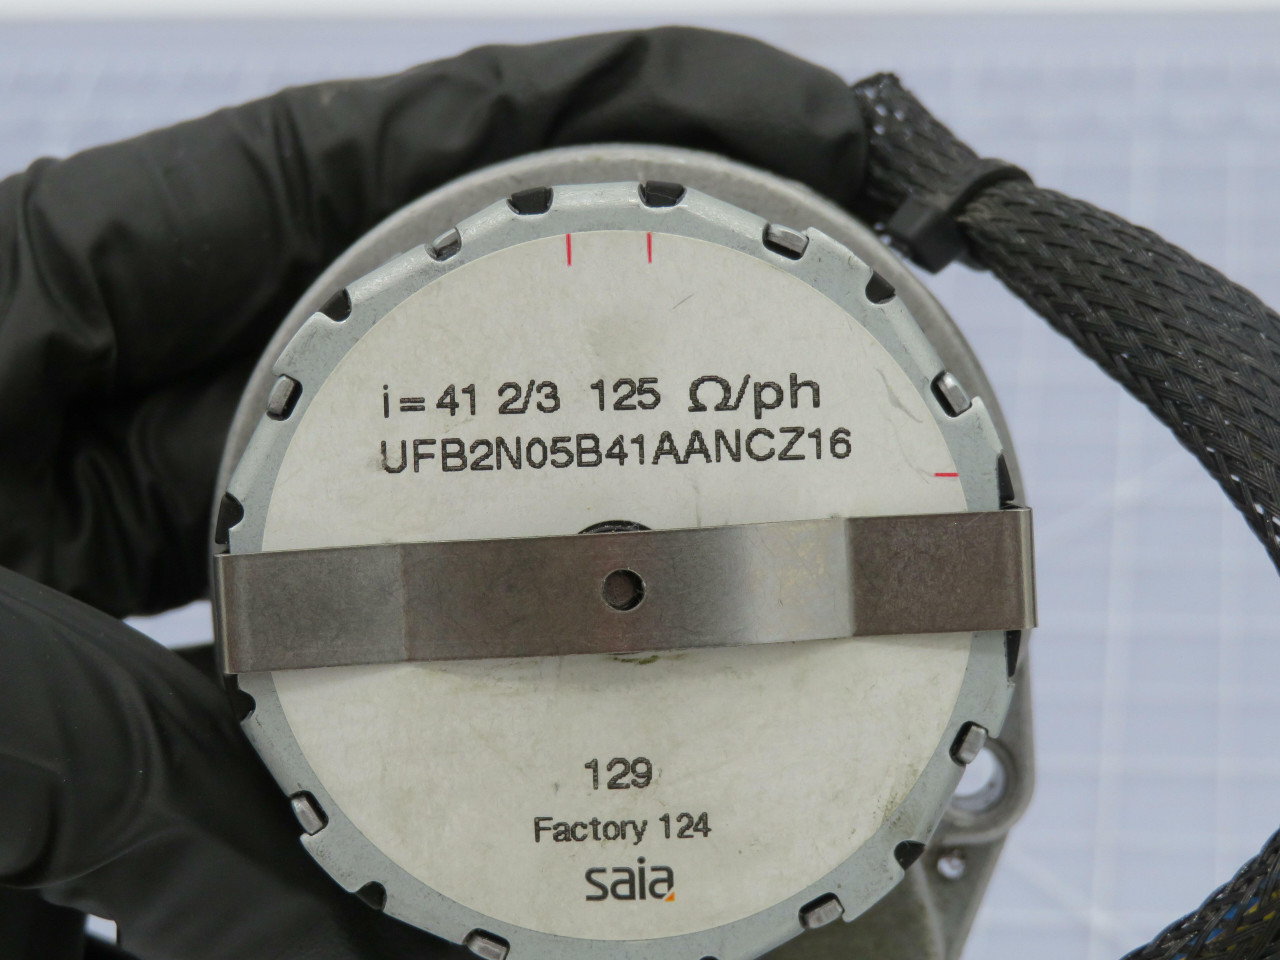 i = 41 2/3 125 Ω/ph
UFB2N05B41AANCZ16
129
Factory 124
saia